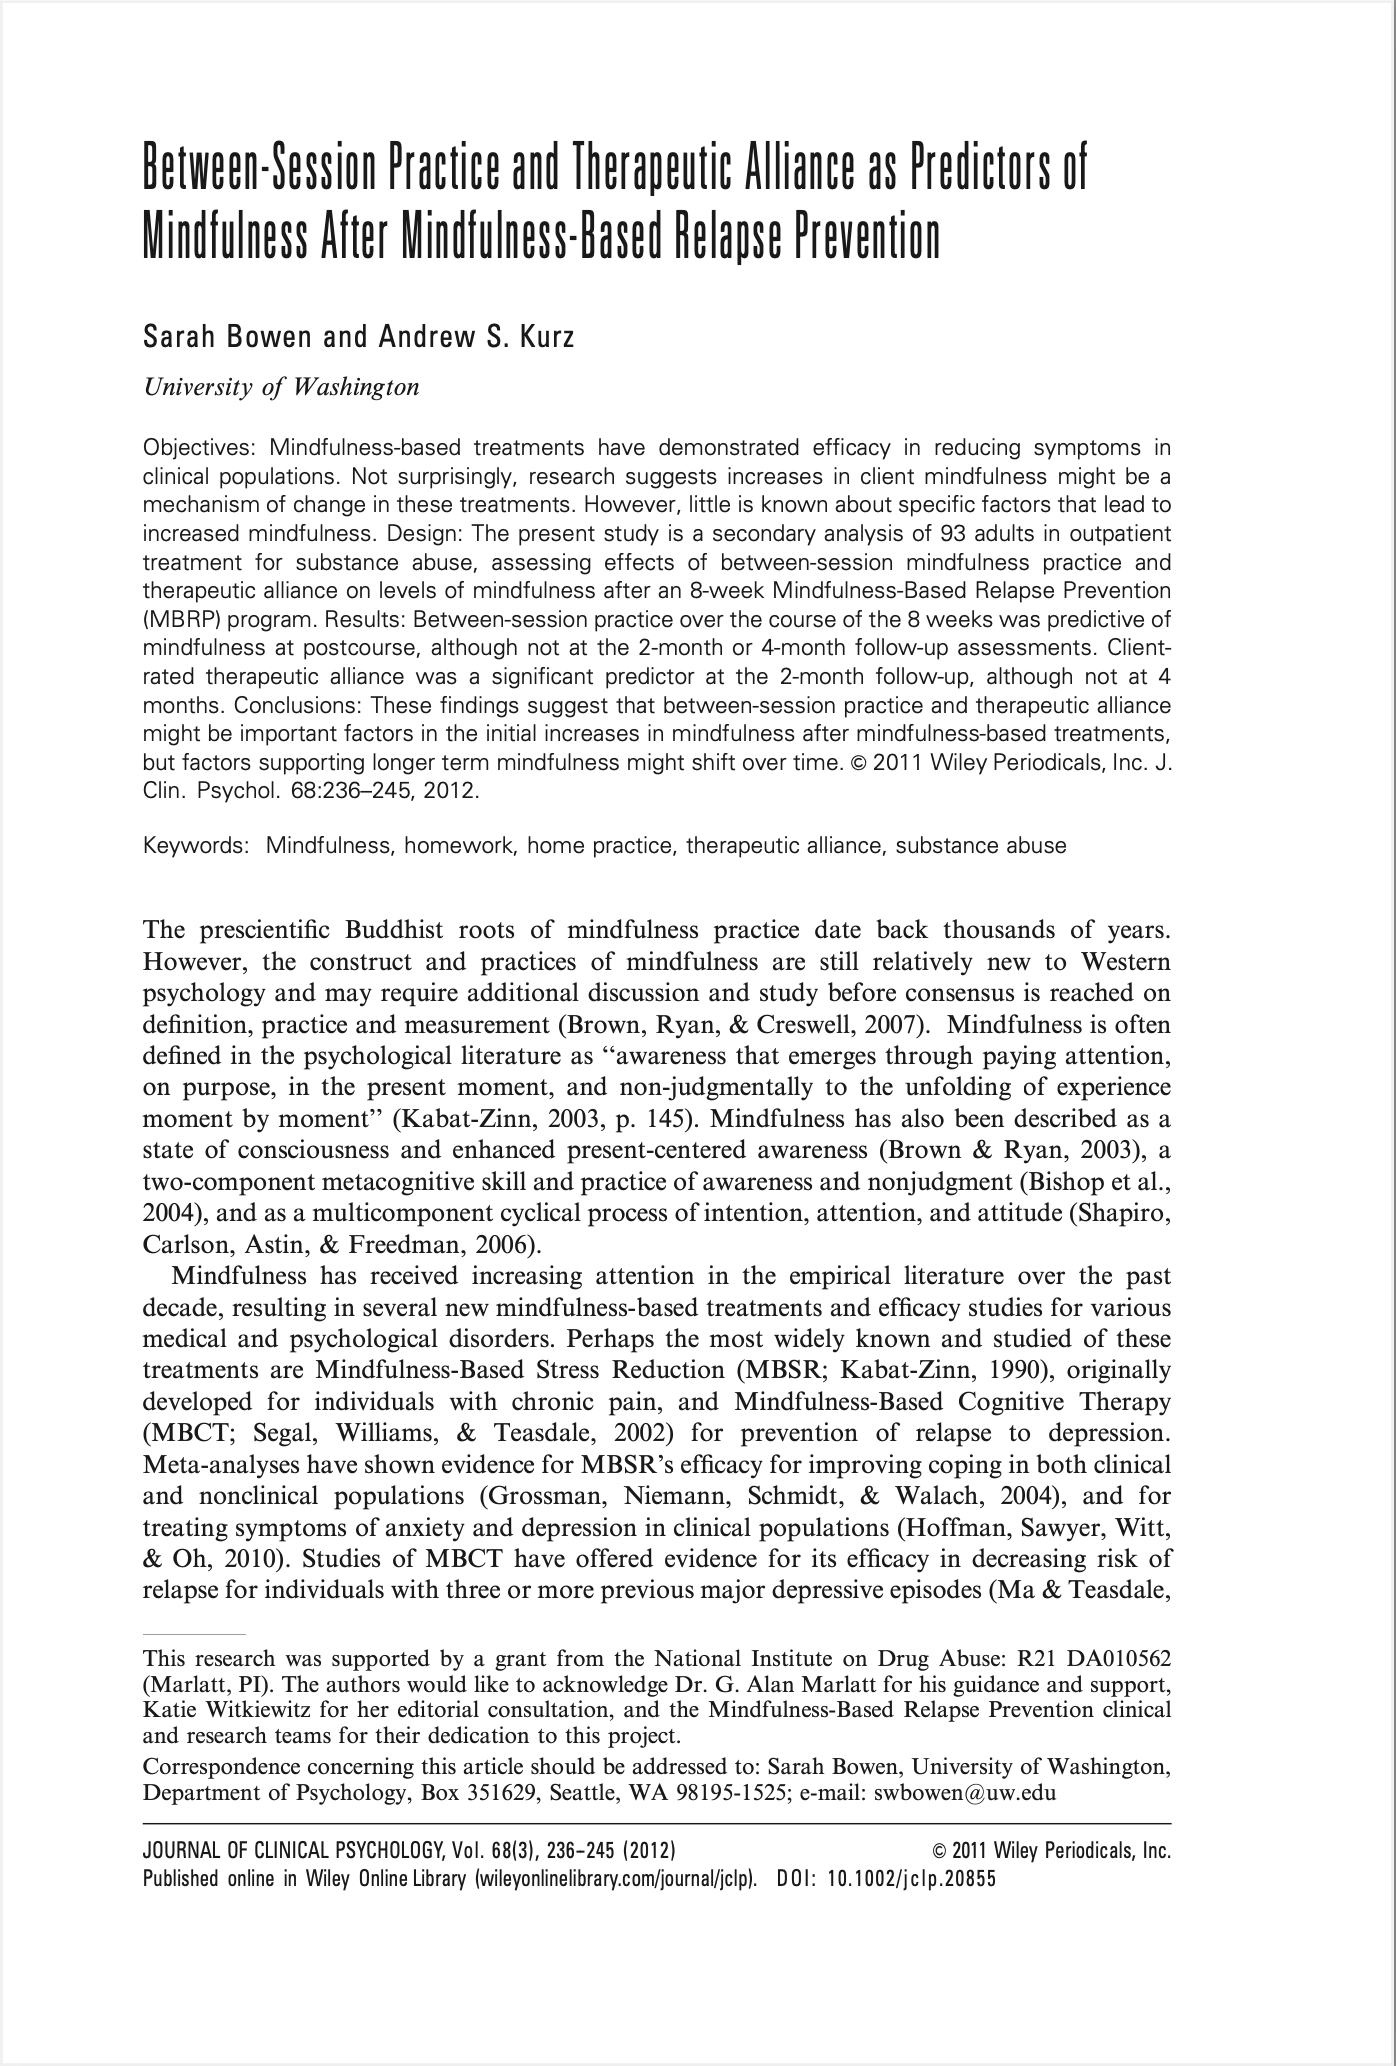 Between-Session Practice and Therapeutic Alliance as Predictors of
Mindfulness After Mindfulness-Based Relapse Prevention
Sarah Bowen and Andrew S. Kurz
University of Washington
Objectives: Mindfulness-based treatments have demonstrated efficacy in reducing symptoms in
clinical populations. Not surprisingly, research suggests increases in client mindfulness might be a
mechanism of change in these treatments. However, little is known about specific factors that lead to
increased mindfulness. Design: The present study is a secondary analysis of 93 adults in outpatient
treatment for substance abuse, assessing effects of between-session mindfulness practice and
therapeutic alliance on levels of mindfulness after an 8-week Mindfulness-Based Relapse Prevention
(MBRP) program. Results: Between-session practice over the course of the 8 weeks was predictive of
mindfulness at postcourse, although not at the 2-month or 4-month follow-up assessments. Client-
rated therapeutic alliance was a significant predictor at the 2-month follow-up, although not at 4
months. Conclusions: These findings suggest that between-session practice and therapeutic alliance
might be important factors in the initial increases in mindfulness after mindfulness-based treatments,
but factors supporting longer term mindfulness might shift over time. © 2011 Wiley Periodicals, Inc. J.
Clin. Psychol. 68:236–245, 2012.
Keywords: Mindfulness, homework, home practice, therapeutic alliance, substance abuse
The prescientific Buddhist roots of mindfulness practice date back thousands of years.
However, the construct and practices of mindfulness are still relatively new to Western
psychology and may require additional discussion and study before consensus is reached on
definition, practice and measurement (Brown, Ryan, & Creswell, 2007). Mindfulness is often
defined in the psychological literature as ‘‘awareness that emerges through paying attention,
on purpose, in the present moment, and non-judgmentally to the unfolding of experience
moment by moment’’ (Kabat-Zinn, 2003, p. 145). Mindfulness has also been described as a
state of consciousness and enhanced present-centered awareness (Brown & Ryan, 2003), a
two-component metacognitive skill and practice of awareness and nonjudgment (Bishop et al.,
2004), and as a multicomponent cyclical process of intention, attention, and attitude (Shapiro,
Carlson, Astin, & Freedman, 2006).
Mindfulness has received increasing attention in the empirical literature over the past
decade, resulting in several new mindfulness-based treatments and efficacy studies for various
medical and psychological disorders. Perhaps the most widely known and studied of these
treatments are Mindfulness-Based Stress Reduction (MBSR; Kabat-Zinn, 1990), originally
developed for individuals with chronic pain, and Mindfulness-Based Cognitive Therapy
(MBCT; Segal, Williams, & Teasdale, 2002) for prevention of relapse to depression.
Meta-analyses have shown evidence for MBSR’s efficacy for improving coping in both clinical
and nonclinical populations (Grossman, Niemann, Schmidt, & Walach, 2004), and for
treating symptoms of anxiety and depression in clinical populations (Hoffman, Sawyer, Witt,
& Oh, 2010). Studies of MBCT have offered evidence for its efficacy in decreasing risk of
relapse for individuals with three or more previous major depressive episodes (Ma & Teasdale,
This research was supported by a grant from the National Institute on Drug Abuse: R21 DA010562
(Marlatt, PI). The authors would like to acknowledge Dr. G. Alan Marlatt for his guidance and support,
Katie Witkiewitz for her editorial consultation, and the Mindfulness-Based Relapse Prevention clinical
and research teams for their dedication to this project.
Correspondence concerning this article should be addressed to: Sarah Bowen, University of Washington,
Department of Psychology, Box 351629, Seattle, WA 98195-1525; e-mail: swbowen@uw.edu
JOURNAL OF CLINICAL PSYCHOLOGY, Vol. 68(3), 236–245 (2012) © 2011 Wiley Periodicals, Inc.
Published online in Wiley Online Library (wileyonlinelibrary.com/journal/jclp). DOI: 10.1002/jclp.20855